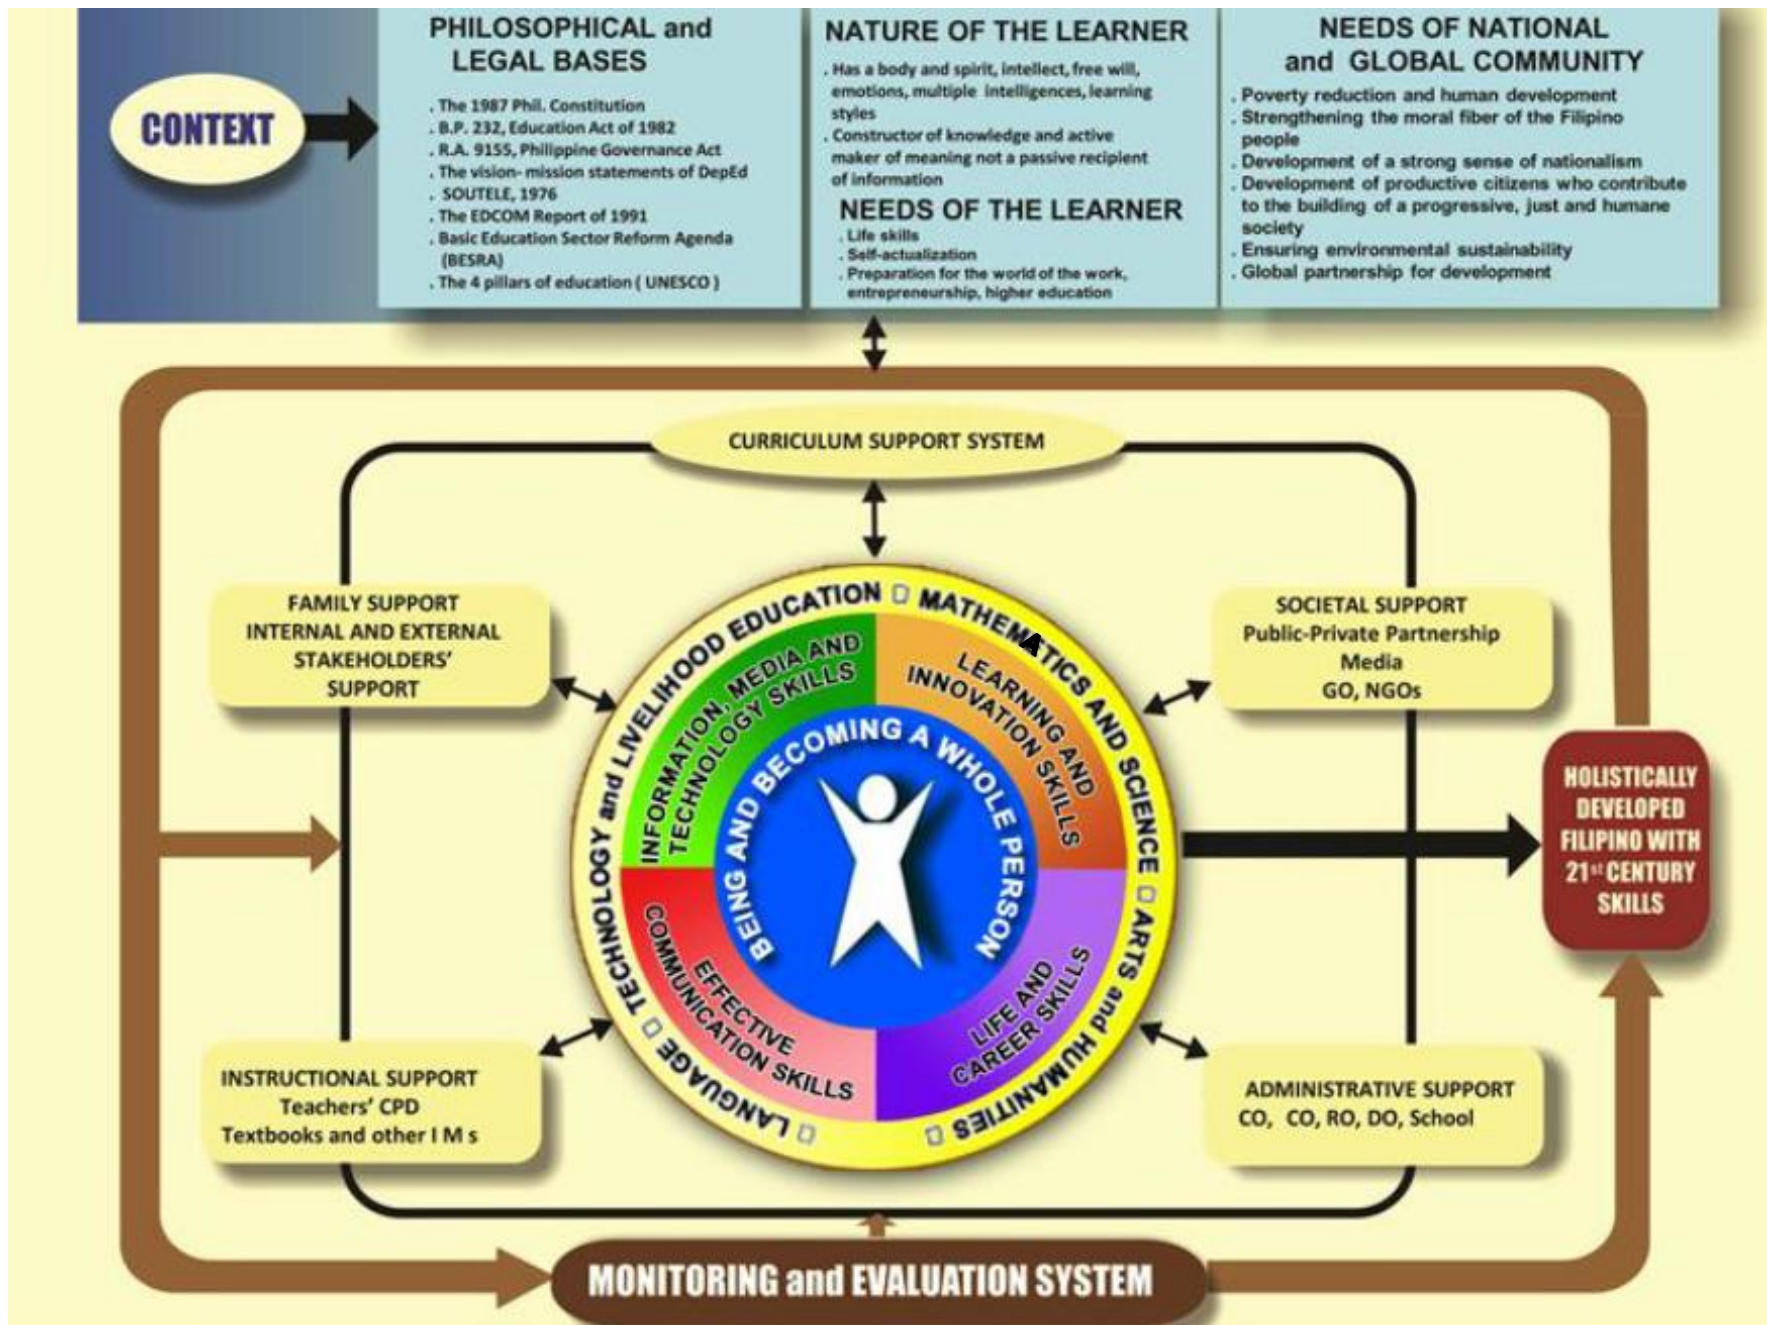 CONTEXT
PHILOSOPHICAL and
LEGAL BASES
. The 1987 Phil. Constitution
. B.P. 232, Education Act of 1982
. R.A. 9155, Philippine Governance Act
. The vision- mission statements of DepEd
. SOUTELE, 1976
. The EDCOM Report of 1991
. Basic Education Sector Reform Agenda
(BESRA)
. The 4 pillars of education ( UNESCO )
NATURE OF THE LEARNER
. Has a body and spirit, intellect, free will,
emotions, multiple intelligences, learning
styles
. Constructor of knowledge and active
maker of meaning not a passive recipient
of information
NEEDS OF THE LEARNER
. Life skills
. Self-actualization
. Preparation for the world of the work,
entrepreneurship, higher education
NEEDS OF NATIONAL
and GLOBAL COMMUNITY
. Poverty reduction and human development
. Strengthening the moral fiber of the Filipino
people
. Development of a strong sense of nationalism
. Development of productive citizens who contribute
to the building of a progressive, just and humane
society
. Ensuring environmental sustainability
. Global partnership for development
CURRICULUM SUPPORT SYSTEM
FAMILY SUPPORT
INTERNAL AND EXTERNAL
STAKEHOLDERS'
SUPPORT
SOCIETAL SUPPORT
Public-Private Partnership
Media
GO, NGOs
TECHNOLOGY and LIVELIHOOD EDUCATION
MATHEMATICS AND SCIENCE
ARTS and HUMANITIES
LANGUAGE
INFORMATION, MEDIA AND
TECHNOLOGY SKILLS
LEARNING AND
INNOVATION SKILLS
BEING AND BECOMING A WHOLE PERSON
EFFECTIVE
COMMUNICATION SKILLS
LIFE AND
CAREER SKILLS
HOLISTICALLY
DEVELOPED
FILIPINO WITH
21st CENTURY
SKILLS
INSTRUCTIONAL SUPPORT
Teachers' CPD
Textbooks and other I M s
ADMINISTRATIVE SUPPORT
CO, CO, RO, DO, School
MONITORING and EVALUATION SYSTEM